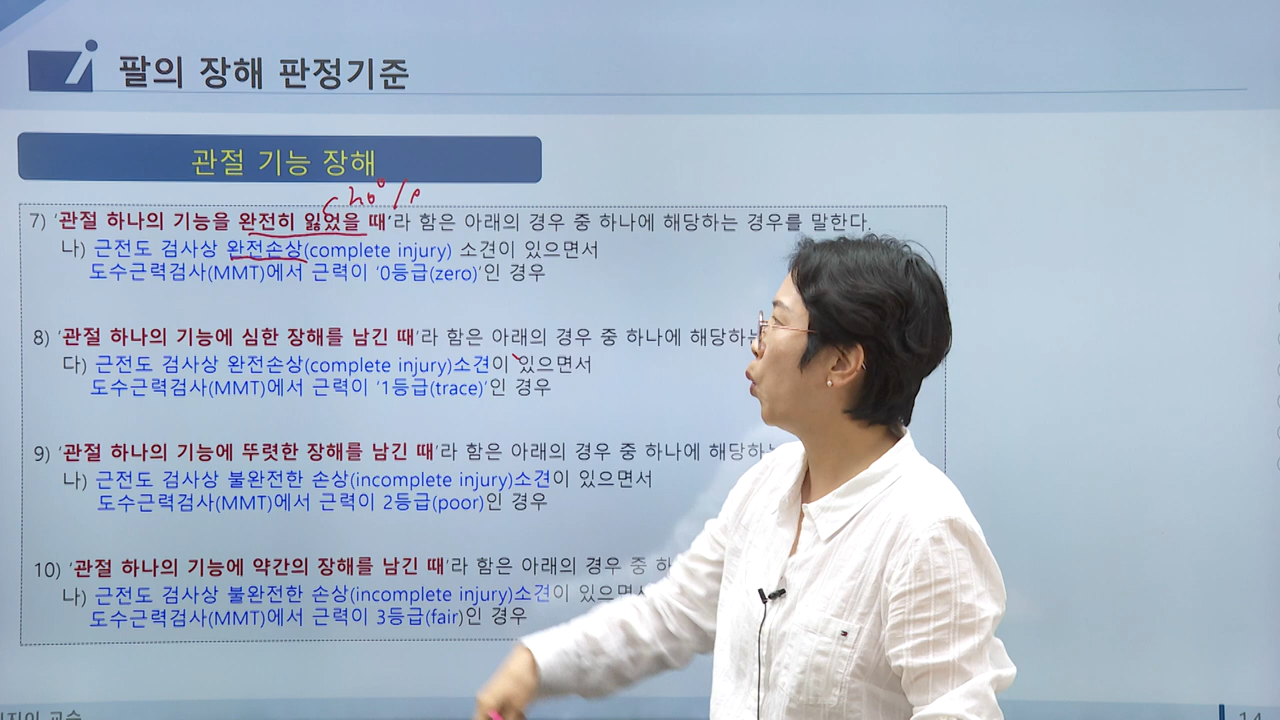 팔의 장해 판정기준
관절 기능 장해
7) '관절 하나의 기능을 완전히 잃었을 때'라 함은 아래의 경우 중 하나에 해당하는 경우를 말한다.
나) 근전도 검사상 완전손상(complete injury) 소견이 있으면서
도수근력검사(MMT)에서 근력이 '0등급(zero)'인 경우
8) '관절 하나의 기능에 심한 장해를 남긴 때'라 함은 아래의 경우 중 하나에 해당하는
다) 근전도 검사상 완전손상(complete injury)소견이 있으면서
도수근력검사(MMT)에서 근력이 '1등급(trace)'인 경우
9) '관절 하나의 기능에 뚜렷한 장해를 남긴 때'라 함은 아래의 경우 중 하나에 해당하
나) 근전도 검사상 불완전한 손상(incomplete injury)소견이 있으면서
도수근력검사(MMT)에서 근력이 2등급(poor)인 경우
10) '관절 하나의 기능에 약간의 장해를 남긴 때'라 함은 아래의 경우 중 하
나) 근전도 검사상 불완전한 손상(incomplete injury)소견이 있으면서
도수근력검사(MMT)에서 근력이 3등급(fair)인 경우